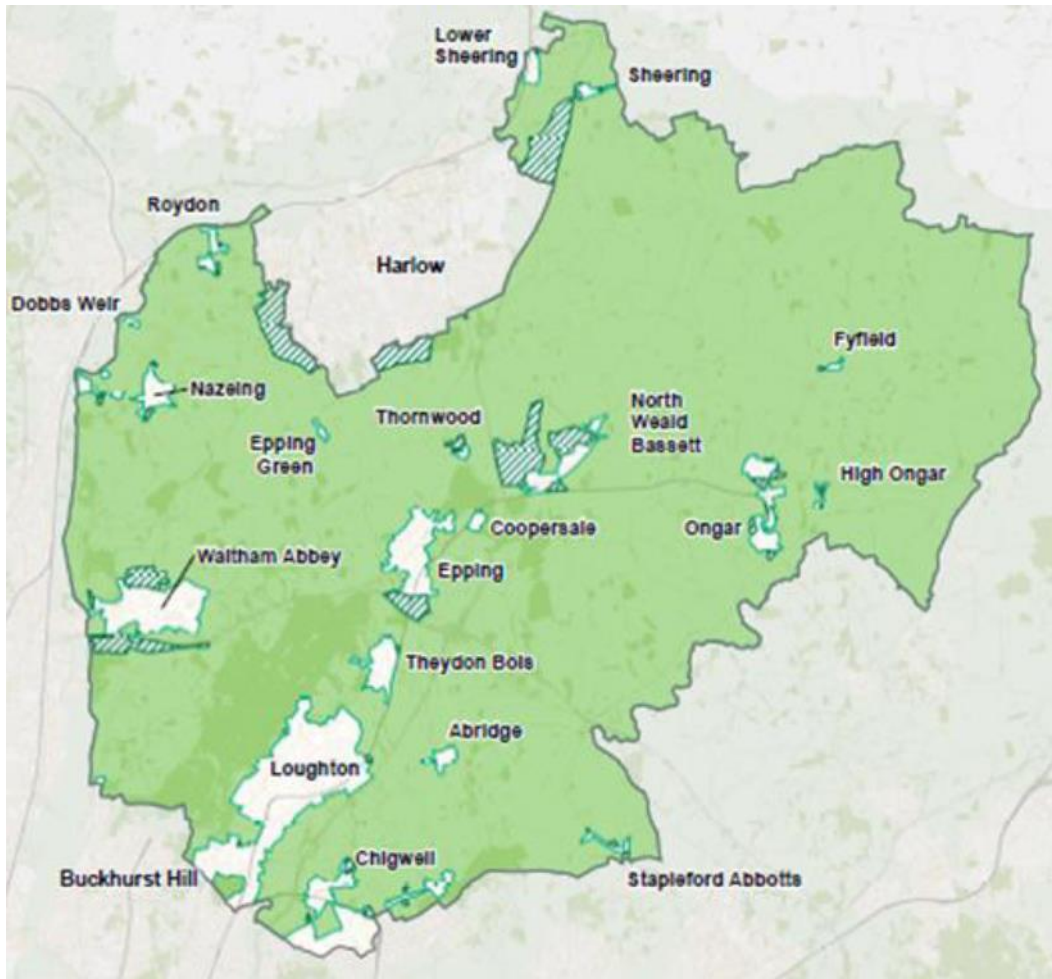 Lower
Sheering
Sheering
Roydon
Harlow
Dobbs Weir
Fyfield
Nazeing
North
Weald
Bassett
Thornwood
Epping
Green
High Ongar
Coopersale
Ongar
Waltham Abbey
Epping
Theydon Bois
Abridge
Loughton
Chigwell
Buckhurst Hill
Stapleford Abbotts